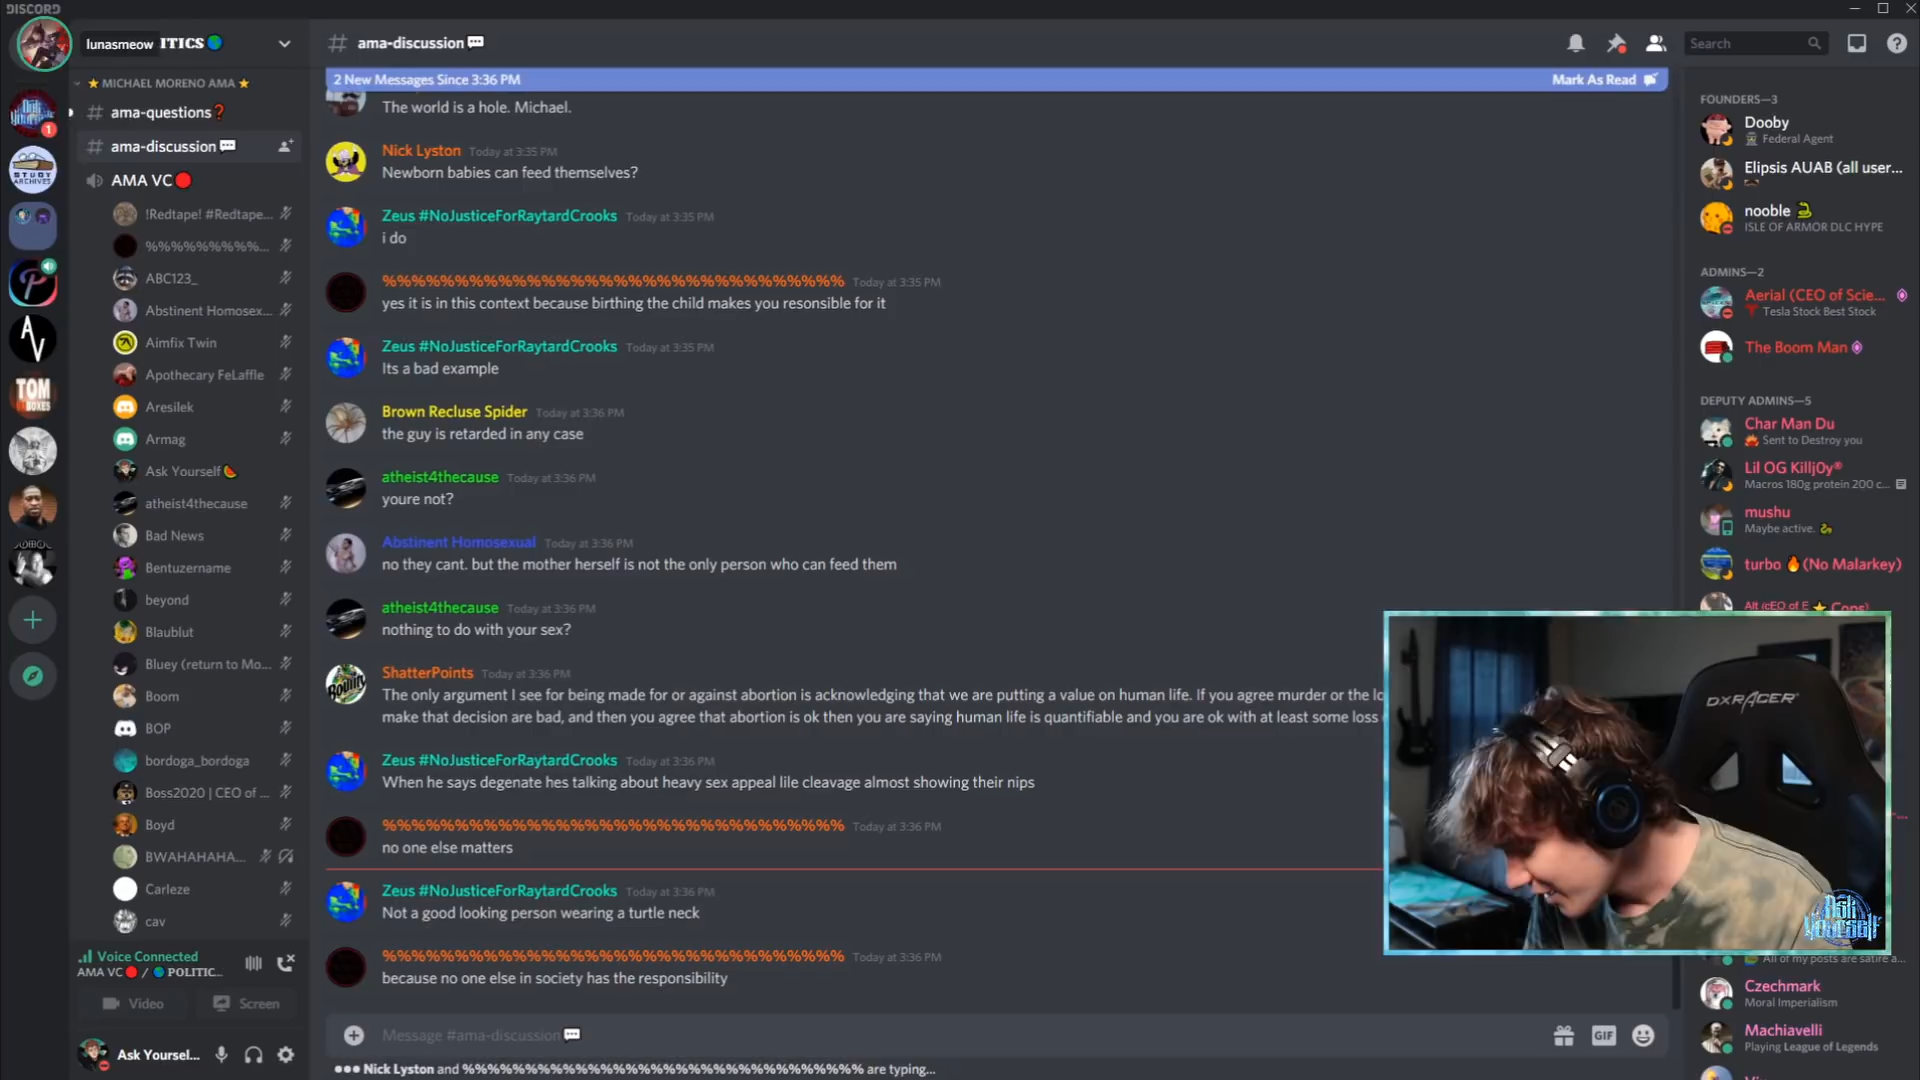 DISCORD
lunasmeow
ITICS
MICHAEL MORENO AMA
ama-questions
ama-discussion
AMA VC
!Redtape! #Redtape...
%%%%%%%%%%...
ABC123_
Abstinent Homosex...
Aimfix Twin
Apothecary FeLaffle
Aresilek
Armag
Ask Yourself
atheist4thecause
Bad News
Bentuzername
beyond
Blaublut
Bluey (return to Mo...
Boom
BOP
bordoga_bordoga
Boss2020 | CEO of ...
Boyd
BWAHAHAHA...
Carleze
cav
Voice Connected
AMA VC / POLITIC...
Video
Screen
Ask Yoursel...
1
STUDY
ARCHIVES
TOM
BOXES
ama-discussion
Search
2 New Messages Since 3:36 PM
Mark As Read
The world is a hole. Michael.
Nick Lyston Today at 3:35 PM
Newborn babies can feed themselves?
Zeus #NoJusticeForRaytardCrooks Today at 3:35 PM
i do
%%%%%%%%%%%%%%%%%%%%%%%%%%%%%%%% Today at 3:35 PM
yes it is in this context because birthing the child makes you resonsible for it
Zeus #NoJusticeForRaytardCrooks Today at 3:35 PM
Its a bad example
Brown Recluse Spider Today at 3:36 PM
the guy is retarded in any case
atheist4thecause Today at 3:36 PM
youre not?
Abstinent Homosexual Today at 3:36 PM
no they cant. but the mother herself is not the only person who can feed them
atheist4thecause Today at 3:36 PM
nothing to do with your sex?
ShatterPoints Today at 3:36 PM
The only argument I see for being made for or against abortion is acknowledging that we are putting a value on human life. If you agree murder or the lo
make that decision are bad, and then you agree that abortion is ok then you are saying human life is quantifiable and you are ok with at least some loss
Zeus #NoJusticeForRaytardCrooks Today at 3:36 PM
When he says degenate hes talking about heavy sex appeal lile cleavage almost showing their nips
%%%%%%%%%%%%%%%%%%%%%%%%%%%%%%%% Today at 3:36 PM
no one else matters
Zeus #NoJusticeForRaytardCrooks Today at 3:36 PM
Not a good looking person wearing a turtle neck
%%%%%%%%%%%%%%%%%%%%%%%%%%%%%%%% Today at 3:36 PM
because no one else in society has the responsibility
Message #ama-discussion
GIF
Nick Lyston and %%%%%%%%%%%%%%%%%%%%%%%%%%%%%%%% are typing...
FOUNDERS—3
Dooby
Federal Agent
Elipsis AUAB (all user...
nooble
ISLE OF ARMOR DLC HYPE
ADMINS—2
Aerial (CEO of Scie...
Tesla Stock Best Stock
The Boom Man
DEPUTY ADMINS—5
Char Man Du
Sent to Destroy you
Lil OG Killj0y®
Macros 180g protein 200 c...
mushu
Maybe active.
turbo (No Malarkey)
DXRACER
Ask
Yourself
All of my posts are satire a...
Czechmark
Moral Imperialism
Machiavelli
Playing League of Legends